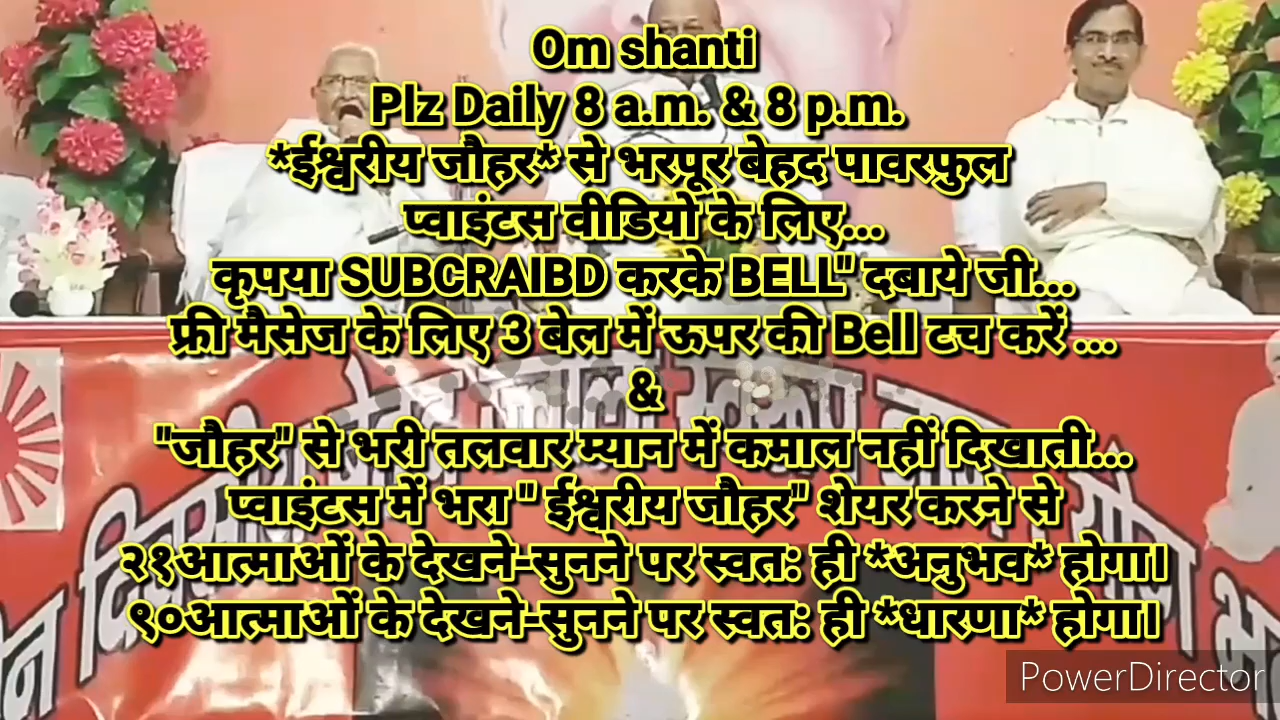 Om shanti
Plz Daily 8 a.m. & 8 p.m.
*ईश्वरीय जौहर* से भरपूर बेहद पावरफुल
प्वाइंटस वीडियो के लिए...
कृपया SUBCRAIBD करके BELL" दबाये जी...
फ्री मैसेज के लिए 3 बेल में ऊपर की Bell टच करें ...
&
"जौहर" से भरी तलवार म्यान में कमाल नहीं दिखाती...
प्वाइंटस में भरा " ईश्वरीय जौहर" शेयर करने से
२१आत्माओं के देखने-सुनने पर स्वतः ही *अनुभव* होगा।
९०आत्माओं के देखने-सुनने पर स्वतः ही *धारणा* होगा।
योग
PowerDirector